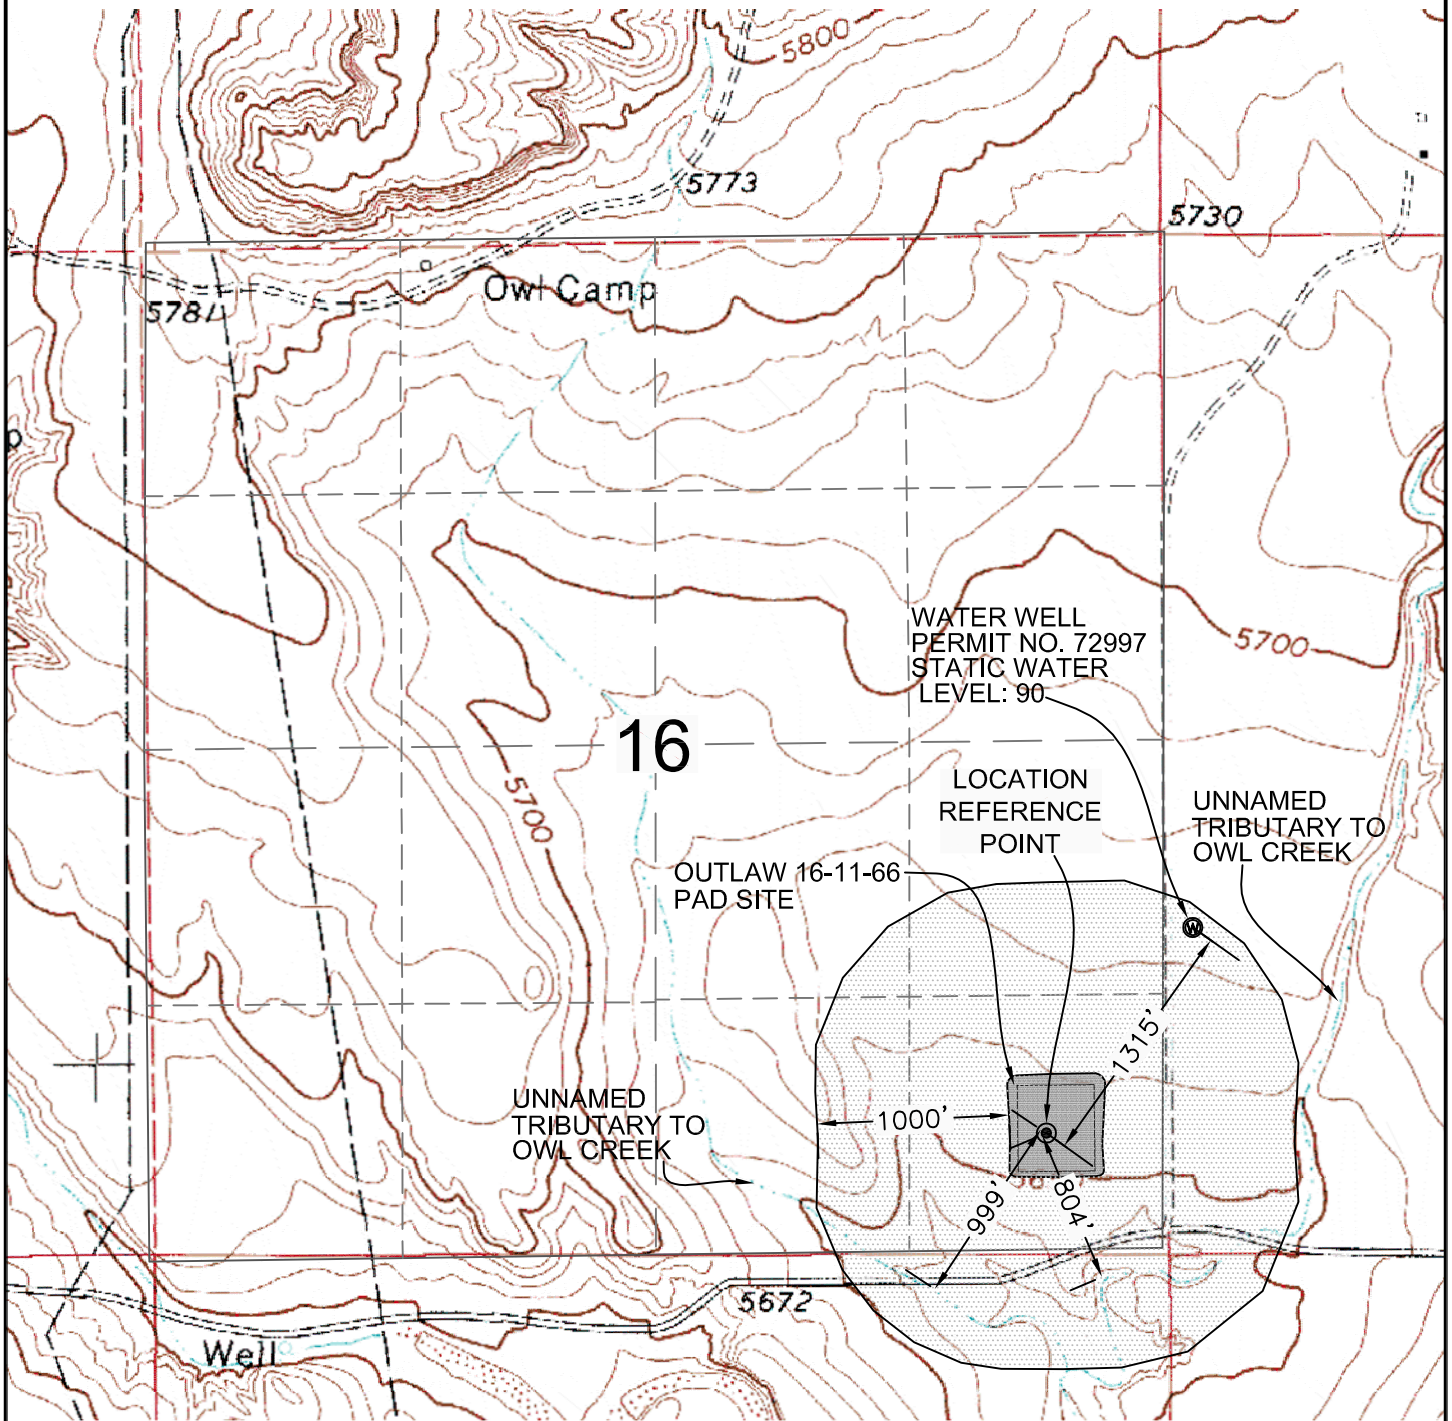 5800
5773
5730
Owl Camp
5781
WATER WELL
PERMIT NO. 72997
STATIC WATER
LEVEL: 90
5700
16
LOCATION
REFERENCE
POINT
UNNAMED
TRIBUTARY TO
OWL CREEK
5700
OUTLAW 16-11-66
PAD SITE
W
1315'
UNNAMED
TRIBUTARY TO
OWL CREEK
1000'
999'
804'
5672
Well